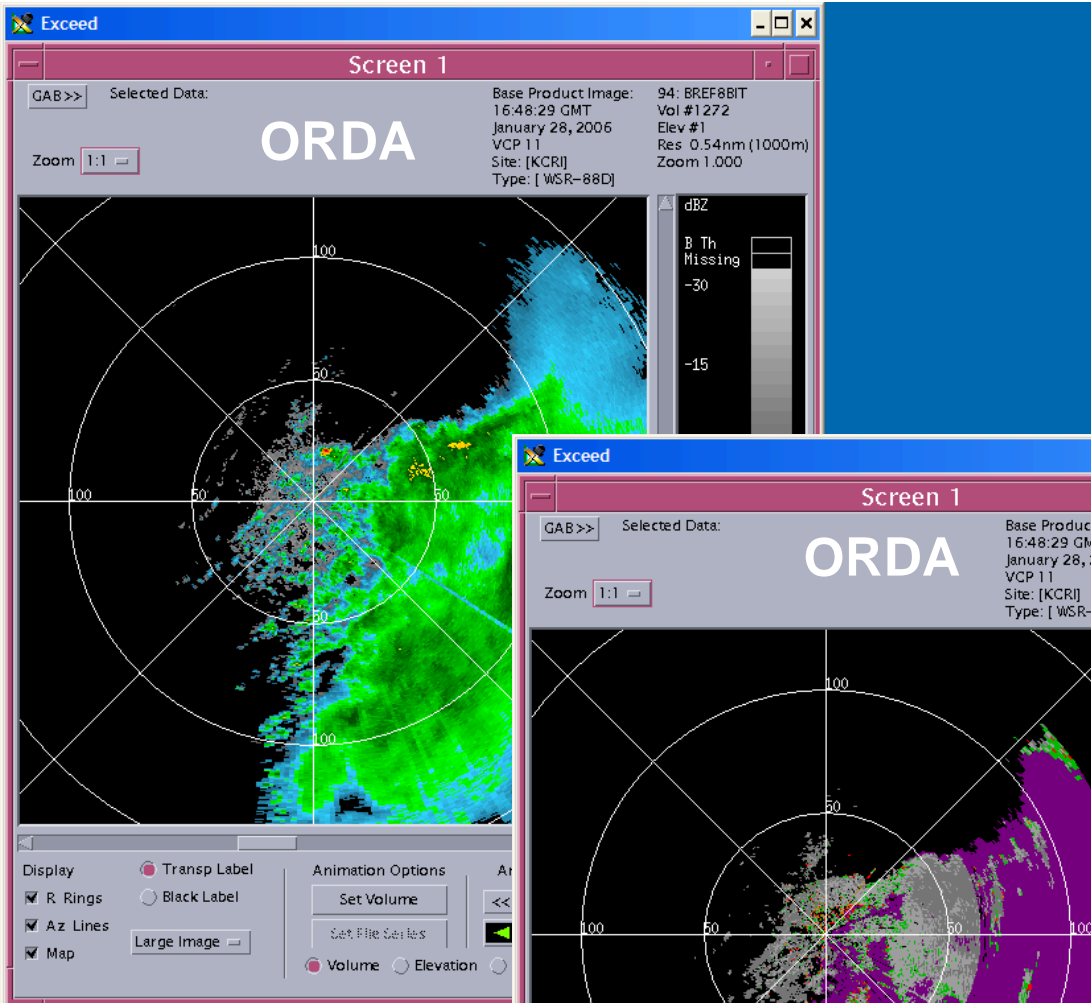 Exceed
Screen 1
GAB>>
Selected Data:
ORDA
Base Product Image:
16:48:29 GMT
January 28, 2006
VCP 11
Site: [KCRI]
Type: [ WSR-88D]
94: BREF8BIT
Vol #1272
Elev #1
Res 0.54nm (1000m)
Zoom 1.000
Zoom 1:1
dBZ
B Th
Missing
-30
-15
100
50
100
50
50
50
100
Display
R Rings
Az Lines
Map
Transp Label
Black Label
Large Image
Animation Options
Set Volume
Set File Series
Volume
Elevation
An
<<
Exceed
Screen 1
GAB>>
Selected Data:
ORDA
Base Produc
16:48:29 GM
January 28, 2
VCP 11
Site: [KCRI]
Type: [ WSR-
Zoom 1:1
100
50
100
50
50
100